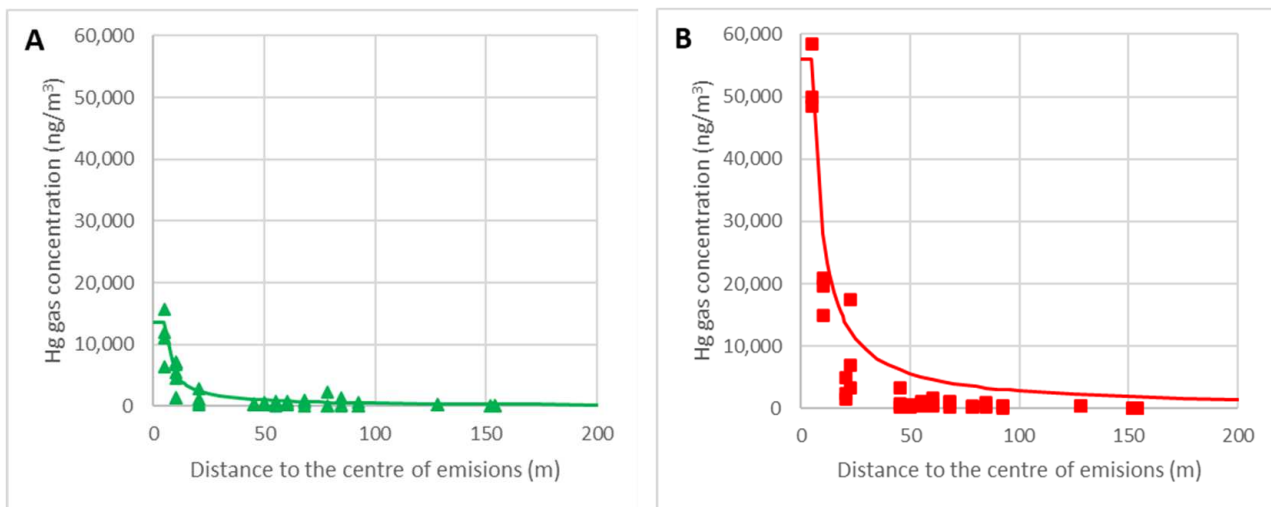 A
60,000
50,000
40,000
30,000
20,000
10,000
0
Hg gas concentration (ng/m³)
0 50 100 150 200
Distance to the centre of emisions (m)
B
60,000
50,000
40,000
30,000
20,000
10,000
0
Hg gas concentration (ng/m³)
0 50 100 150 200
Distance to the centre of emisions (m)